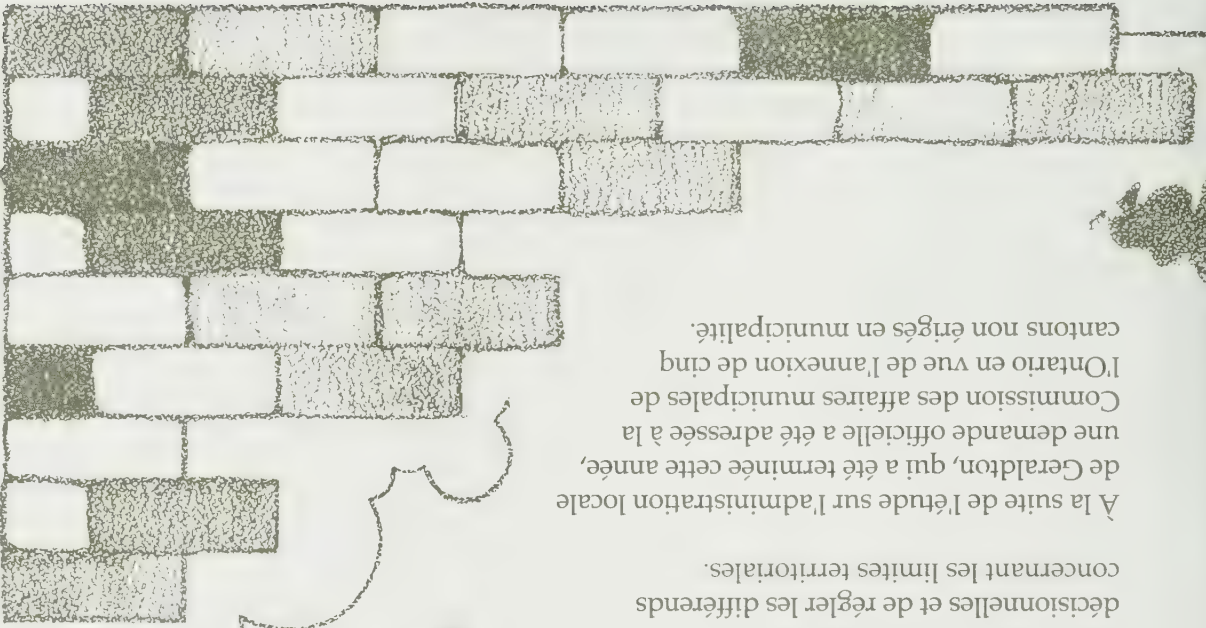 décisionnelles et de régler les différends
concernant les limites territoriales.
À la suite de l'étude sur l'administration locale
de Geraldton, qui a été terminée cette année,
une demande officielle a été adressée à la
Commission des affaires municipales de
l'Ontario en vue de l'annexion de cinq
cantons non érigés en municipalité.